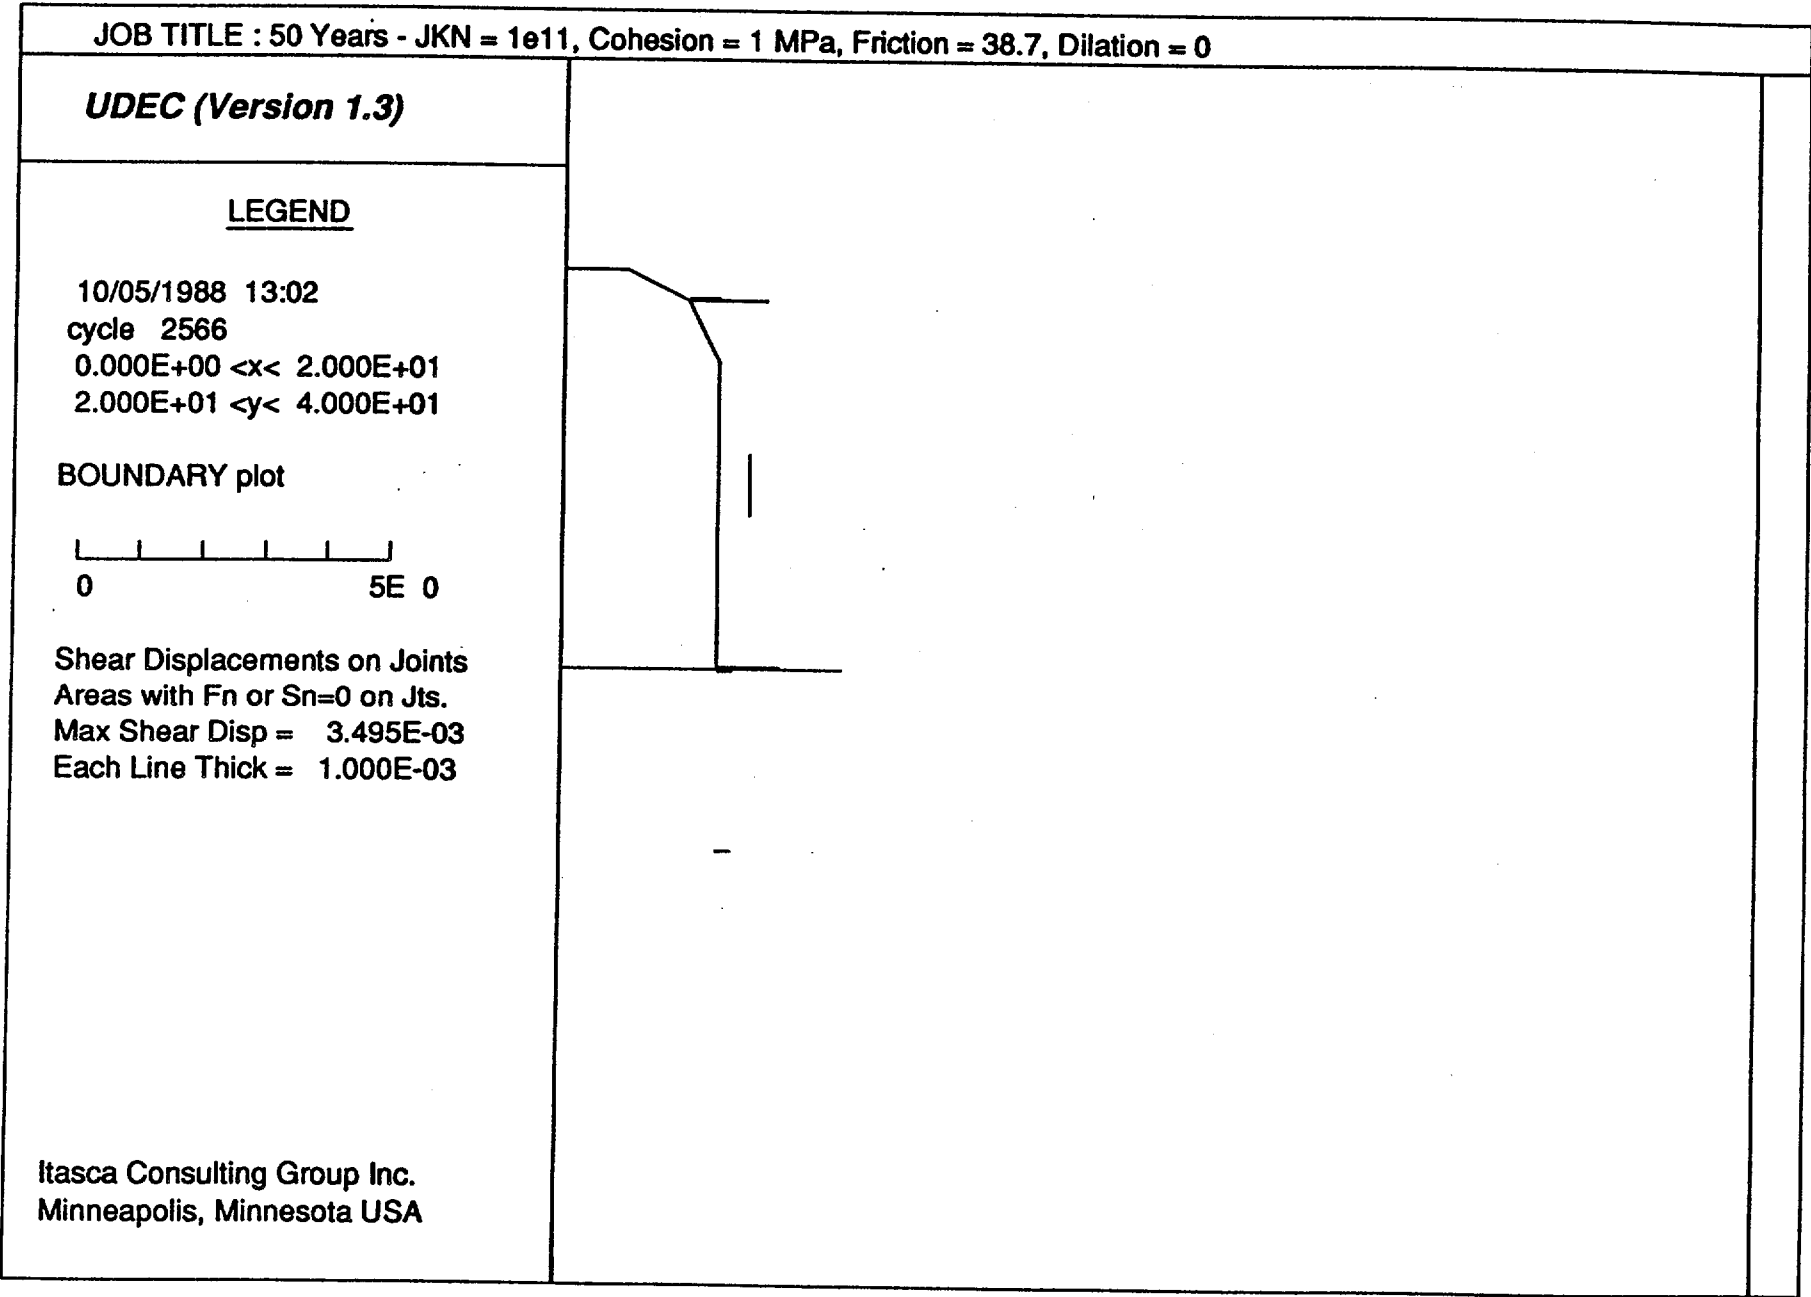 JOB TITLE : 50 Years - JKN = 1e11, Cohesion = 1 MPa, Friction = 38.7, Dilation = 0
UDEC (Version 1.3)
LEGEND
10/05/1988 13:02
cycle 2566
0.000E+00 <x< 2.000E+01
2.000E+01 <y< 4.000E+01
BOUNDARY plot
0 5E 0
Shear Displacements on Joints
Areas with Fn or Sn=0 on Jts.
Max Shear Disp = 3.495E-03
Each Line Thick = 1.000E-03
Itasca Consulting Group Inc.
Minneapolis, Minnesota USA